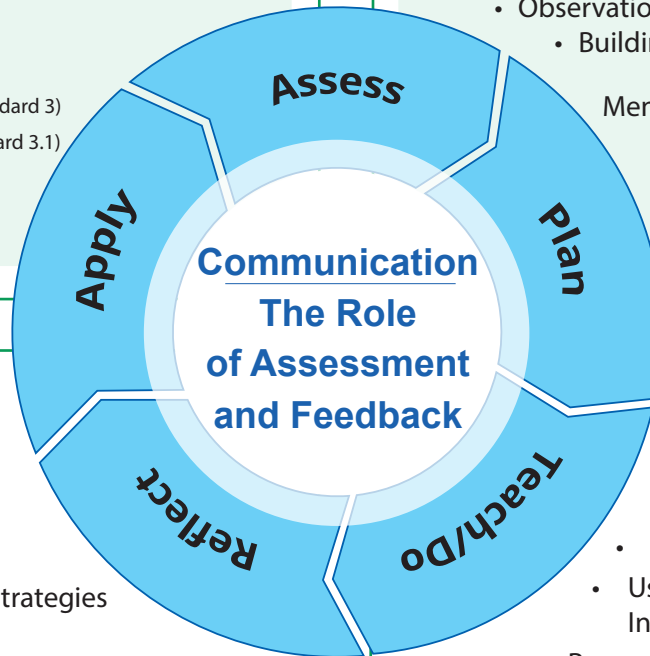 • Observatio
• Buildi
Mer
dard 3)
ard 3.1)
Assess
Plan
Teach/Do
Reflect
Apply
Communication
The Role
of Assessment
and Feedback
trategies
•
• Us
In